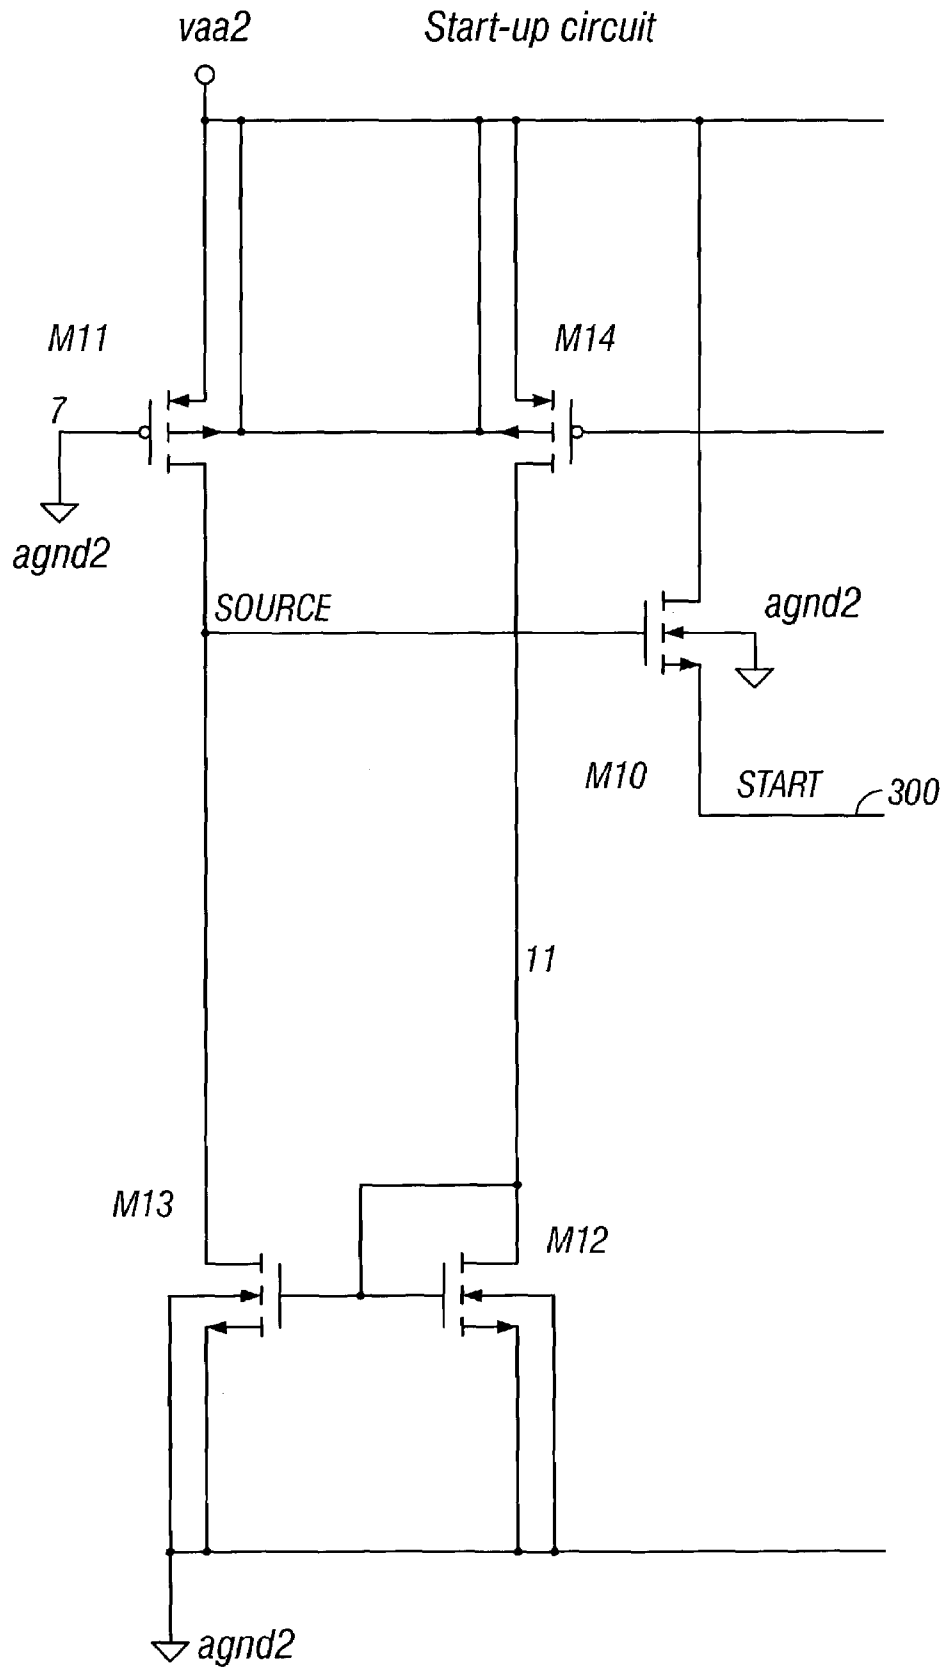 vaa2
Start-up circuit
M11
M14
7
agnd2
SOURCE
agnd2
M10
START
300
11
M13
M12
agnd2